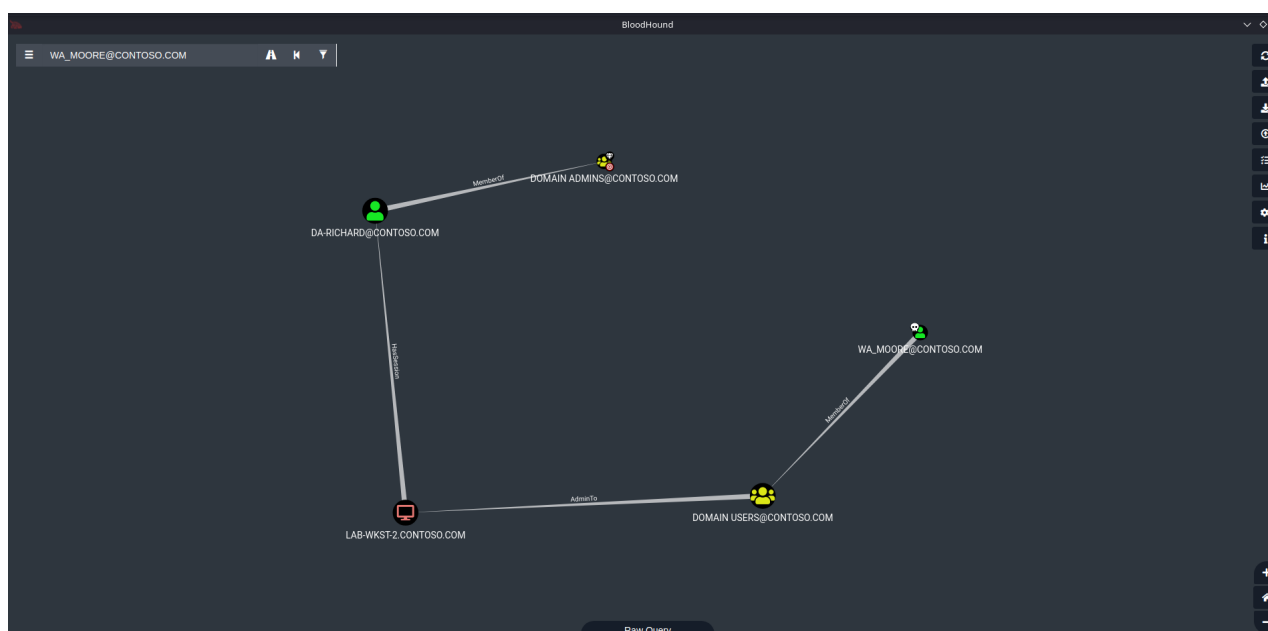 BloodHound
WA_MOORE@CONTOSO.COM
MemberOf
DOMAIN ADMINS@CONTOSO.COM
DA-RICHARD@CONTOSO.COM
HasSession
WA_MOORE@CONTOSO.COM
MemberOf
AdminTo
DOMAIN USERS@CONTOSO.COM
LAB-WKST-2.CONTOSO.COM
Raw Query